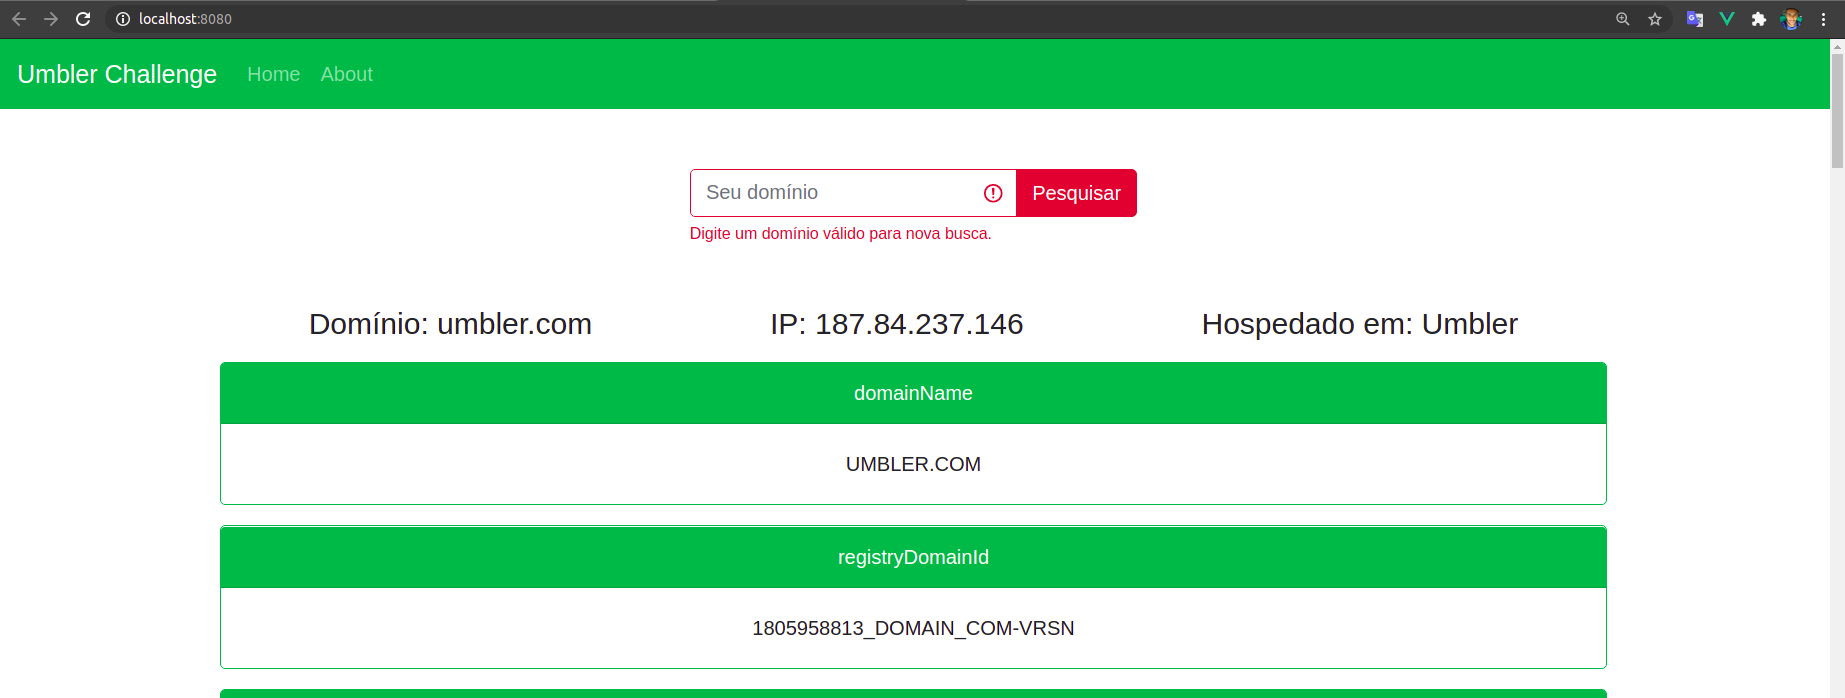 localhost:8080
Umbler Challenge Home About
Seu domínio Pesquisar
Digite um domínio válido para nova busca.
Domínio: umbler.com IP: 187.84.237.146 Hospedado em: Umbler
domainName
UMBLER.COM
registryDomainId
1805958813_DOMAIN_COM-VRSN